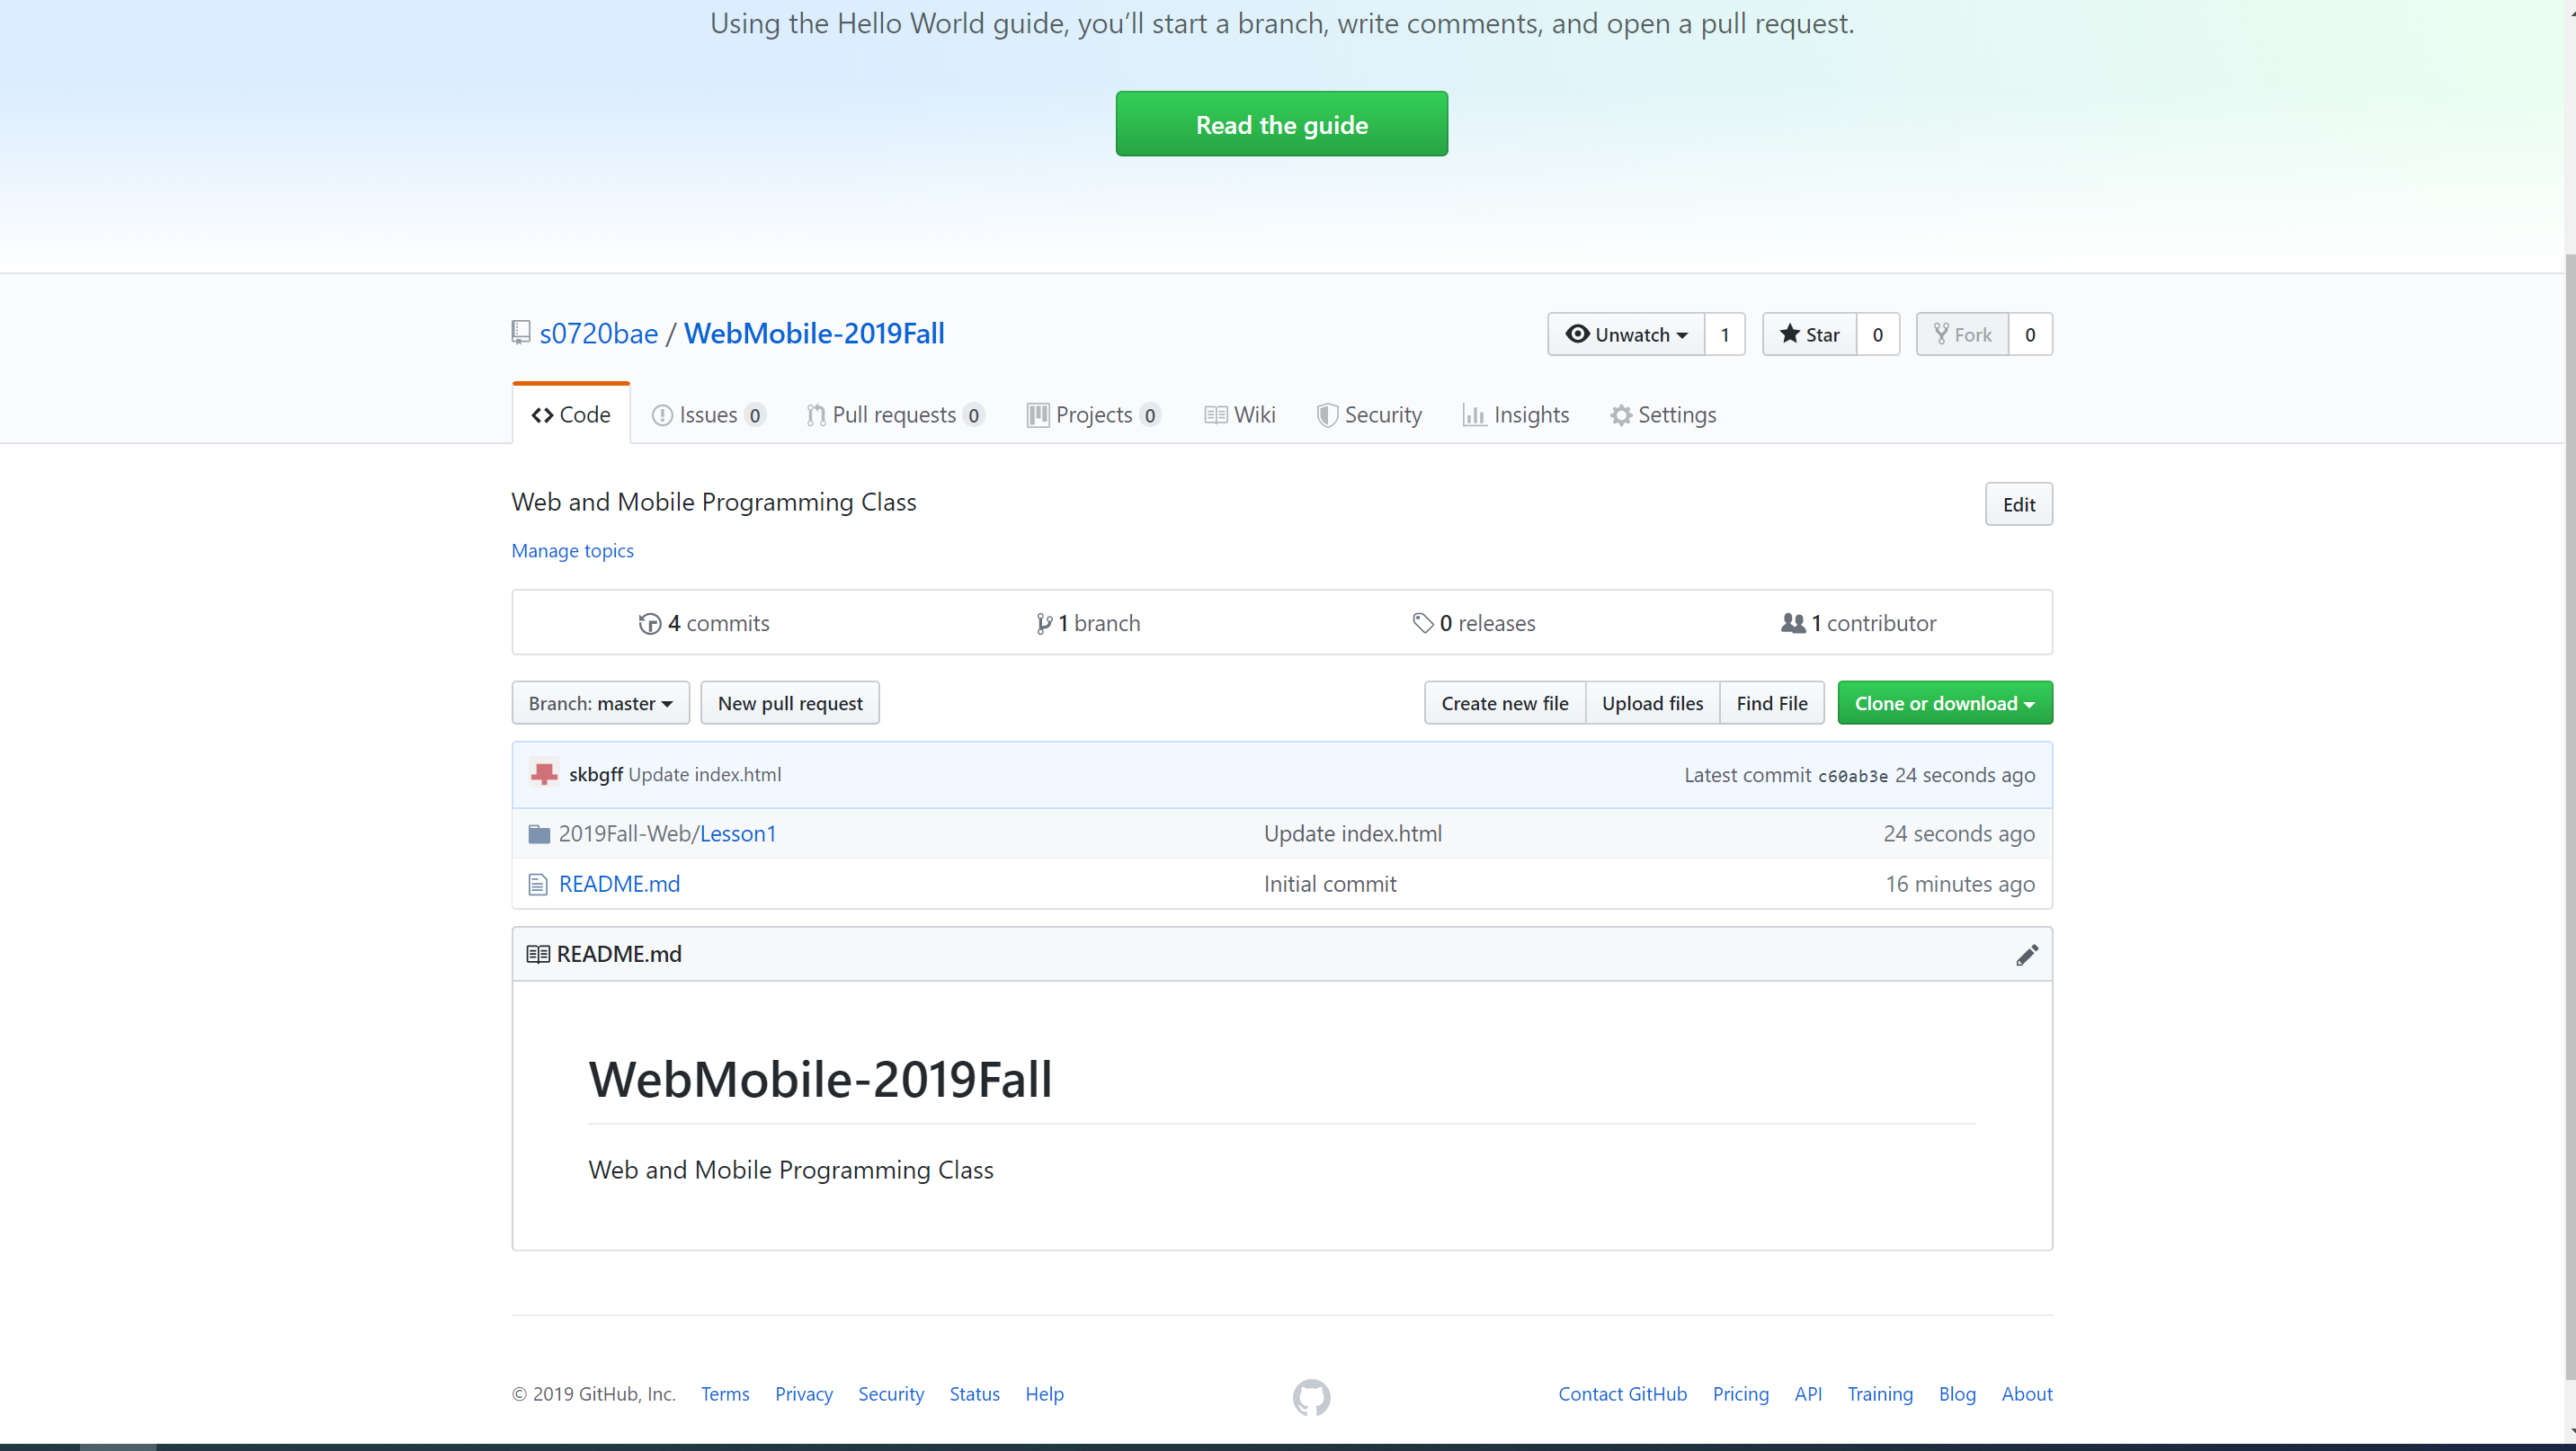 Using the Hello World guide, you’ll start a branch, write comments, and open a pull request.
Read the guide
s0720bae / WebMobile-2019Fall
Unwatch 1 Star 0 Fork 0
Code Issues 0 Pull requests 0 Projects 0 Wiki Security Insights Settings
Web and Mobile Programming Class
Edit
Manage topics
4 commits 1 branch 0 releases 1 contributor
Branch: master New pull request Create new file Upload files Find File Clone or download
skbgff Update index.html Latest commit c60ab3e 24 seconds ago
2019Fall-Web/Lesson1 Update index.html 24 seconds ago
README.md Initial commit 16 minutes ago
README.md
WebMobile-2019Fall
Web and Mobile Programming Class
© 2019 GitHub, Inc. Terms Privacy Security Status Help Contact GitHub Pricing API Training Blog About